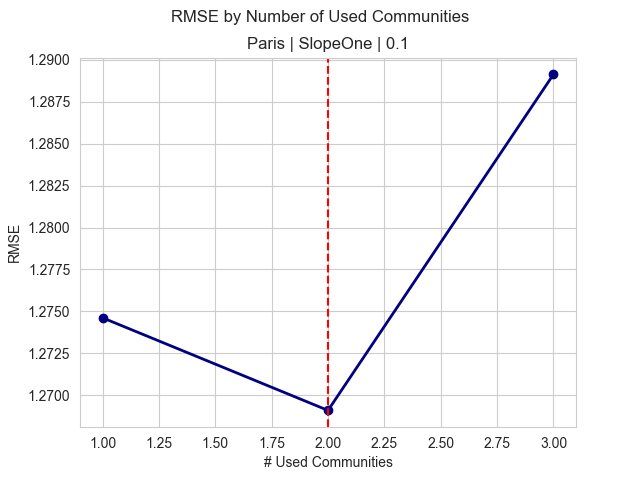 RMSE by Number of Used Communities
Paris | SlopeOne | 0.1
1.2900
1.2875
1.2850
1.2825
1.2800
1.2775
1.2750
1.2725
1.2700
RMSE
1.00 1.25 1.50 1.75 2.00 2.25 2.50 2.75 3.00
# Used Communities